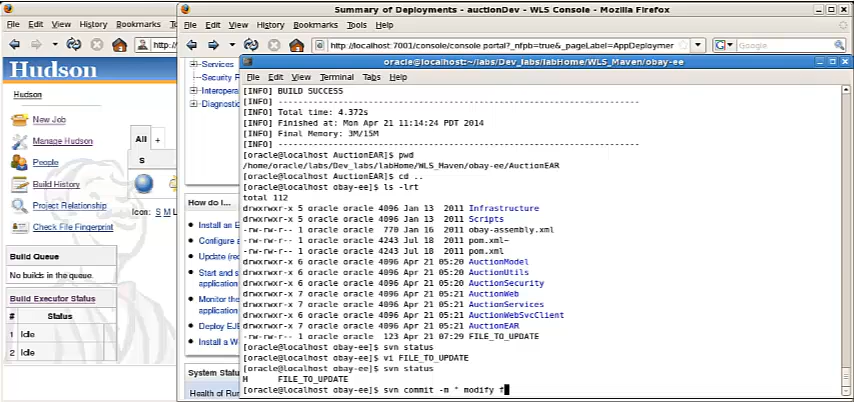 Summary of Deployments - auctionDev - WLS Console - Mozilla Firefox
File Edit View History Bookmarks
File Edit View History Bookmarks Tools Help
http://
http://localhost 7001/console/console portal?_nfpb=true&_pageLabel=AppDeploymer
Google
Hudson
Hudson
New Job
Manage Hudson
People
Build History
Project Relationship
Check File Fingerprint
All +
S
Icon: S M L
Build Queue
No builds in the queue.
Build Executor Status
# Status
1 Idle
2 Idle
Services
Security R
Interopera
Diagnostic
How do I...
Install an E
Configure a
Update (rec
Start and s
application
Monitor the
application
Deploy EJE
Install a W
System Status
Health of Run
oracle@localhost:~/labs/Dev_labs/labHome/WLS_Maven/obay-ee
File Edit View Terminal Tabs Help
[INFO] BUILD SUCCESS
[INFO] ------------------------------------------------------------------------
[INFO] Total time: 4.372s
[INFO] Finished at: Mon Apr 21 11:14:24 PDT 2014
[INFO] Final Memory: 3M/15M
[INFO] ------------------------------------------------------------------------
[oracle@localhost AuctionEAR]$ pwd
/home/oracle/labs/Dev_labs/labHome/WLS_Maven/obay-ee/AuctionEAR
[oracle@localhost AuctionEAR]$ cd ..
[oracle@localhost obay-ee]$ ls -lrt
total 112
drwxrwxr-x 5 oracle oracle 4096 Jan 13 2011 Infrastructure
drwxrwxr-x 5 oracle oracle 4096 Jan 13 2011 Scripts
-rw-rw-r-- 1 oracle oracle 770 Jan 16 2011 obay-assembly.xml
-rw-rw-r-- 1 oracle oracle 4243 Jul 18 2011 pom.xml~
-rw-rw-r-- 1 oracle oracle 4243 Jul 18 2011 pom.xml
drwxrwxr-x 6 oracle oracle 4096 Apr 21 05:20 AuctionModel
drwxrwxr-x 6 oracle oracle 4096 Apr 21 05:20 AuctionUtils
drwxrwxr-x 6 oracle oracle 4096 Apr 21 05:20 AuctionSecurity
drwxrwxr-x 7 oracle oracle 4096 Apr 21 05:21 AuctionWeb
drwxrwxr-x 7 oracle oracle 4096 Apr 21 05:21 AuctionServices
drwxrwxr-x 6 oracle oracle 4096 Apr 21 05:21 AuctionWebSvcClient
drwxrwxr-x 6 oracle oracle 4096 Apr 21 05:21 AuctionEAR
-rw-rw-r-- 1 oracle oracle 123 Apr 21 07:29 FILE_TO_UPDATE
[oracle@localhost obay-ee]$ svn status
[oracle@localhost obay-ee]$ vi FILE_TO_UPDATE
[oracle@localhost obay-ee]$ svn status
M FILE_TO_UPDATE
[oracle@localhost obay-ee]$ svn commit -m " modify f